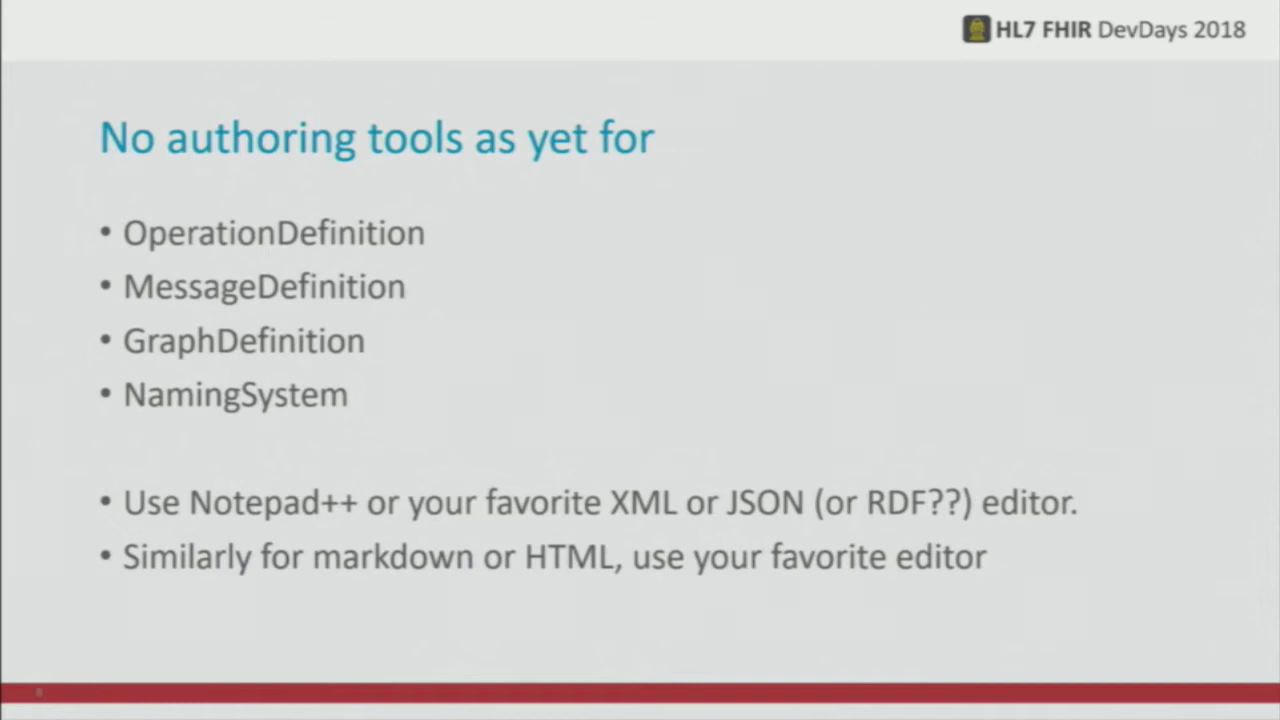 HL7 FHIR DevDays 2018
No authoring tools as yet for
• OperationDefinition
• MessageDefinition
• GraphDefinition
• NamingSystem
• Use Notepad++ or your favorite XML or JSON (or RDF??) editor.
• Similarly for markdown or HTML, use your favorite editor
8